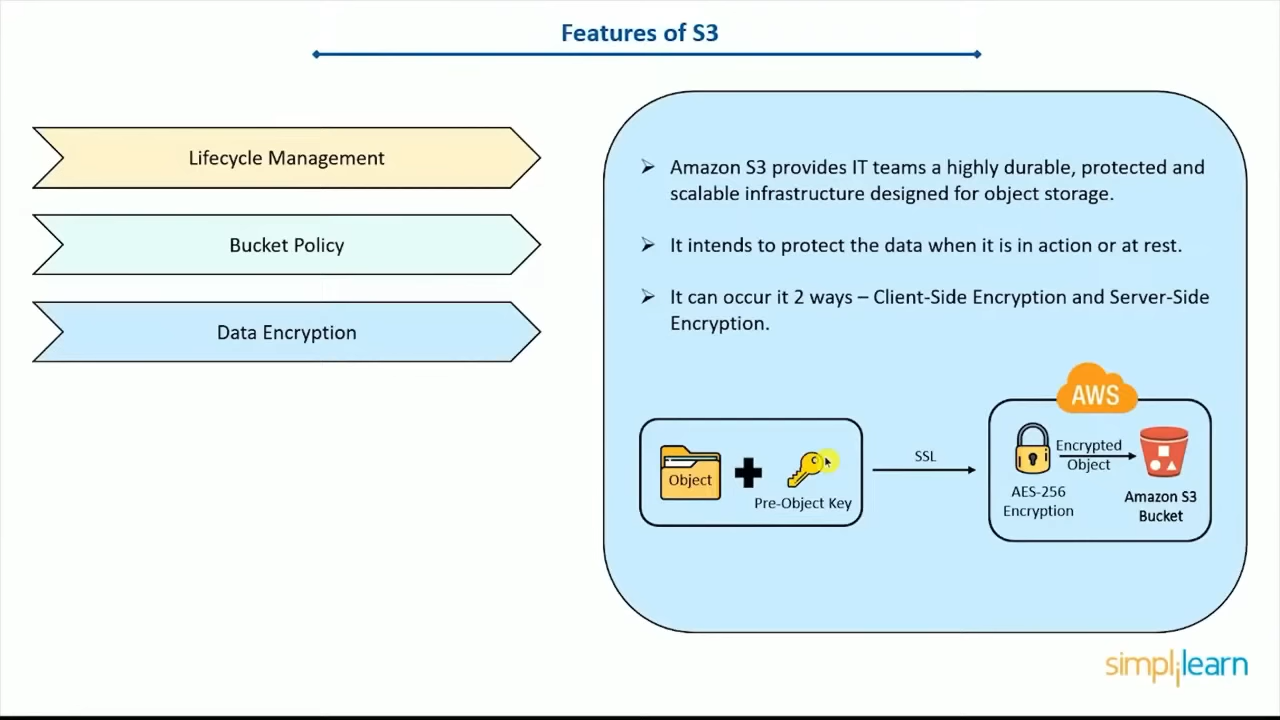 Features of S3
Lifecycle Management
Bucket Policy
Data Encryption
Amazon S3 provides IT teams a highly durable, protected and
scalable infrastructure designed for object storage.
It intends to protect the data when it is in action or at rest.
It can occur it 2 ways – Client-Side Encryption and Server-Side
Encryption.
Object
Pre-Object Key
SSL
AWS
Encrypted
Object
AES-256
Encryption
Amazon S3
Bucket
simplilearn